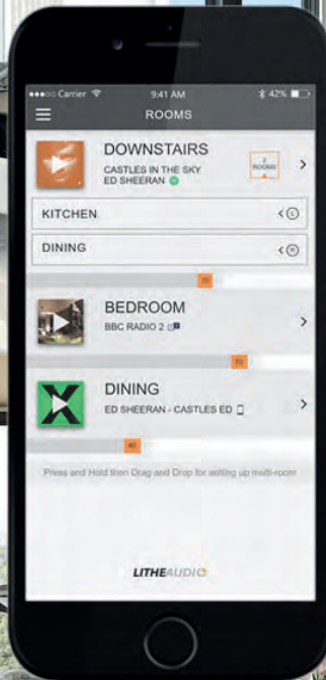 Carrier 9:41 AM 42%
ROOMS
DOWNSTAIRS
CASTLES IN THE SKY
ED SHEERAN
2
ROOMS
KITCHEN
L
DINING
R
BEDROOM
BBC RADIO 2
DINING
ED SHEERAN - CASTLES ED
40
Press and Hold then Drag and Drop for setting up multi-room
LITHEAUDIO